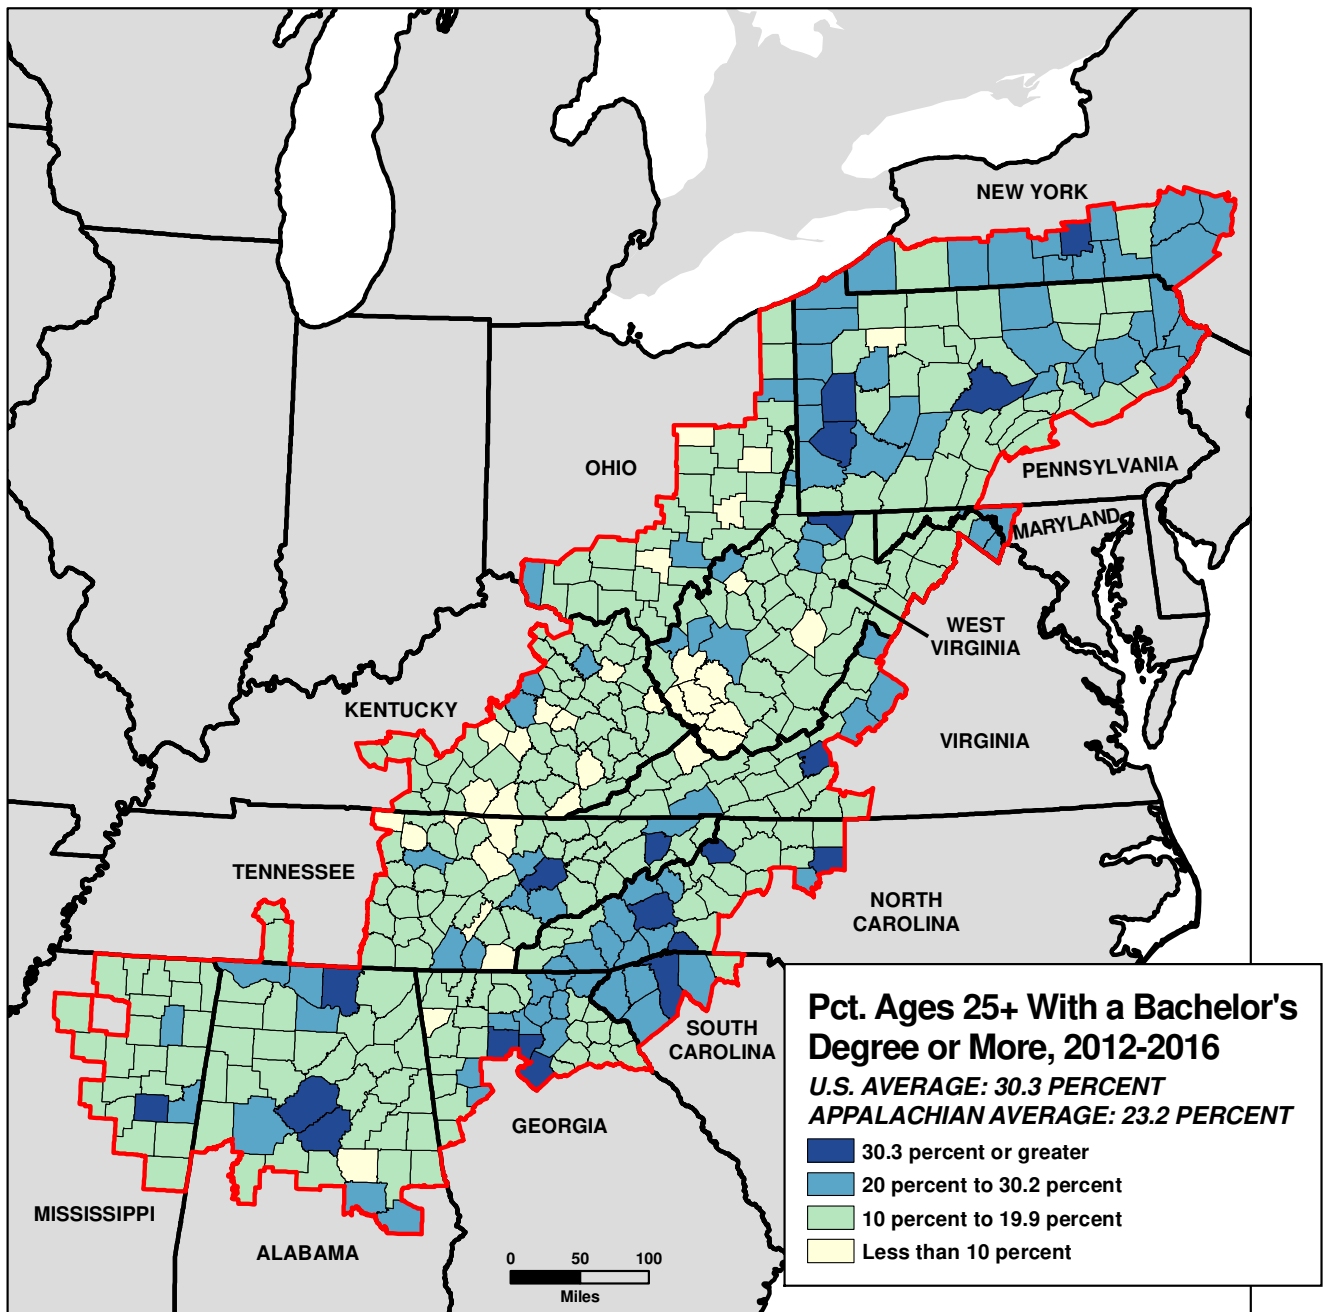 NEW YORK
OHIO
PENNSYLVANIA
MARYLAND
WEST
VIRGINIA
KENTUCKY
VIRGINIA
TENNESSEE
NORTH
CAROLINA
SOUTH
CAROLINA
GEORGIA
MISSISSIPPI
ALABAMA
0 50 100
Miles
Pct. Ages 25+ With a Bachelor's
Degree or More, 2012-2016
U.S. AVERAGE: 30.3 PERCENT
APPALACHIAN AVERAGE: 23.2 PERCENT
30.3 percent or greater
20 percent to 30.2 percent
10 percent to 19.9 percent
Less than 10 percent